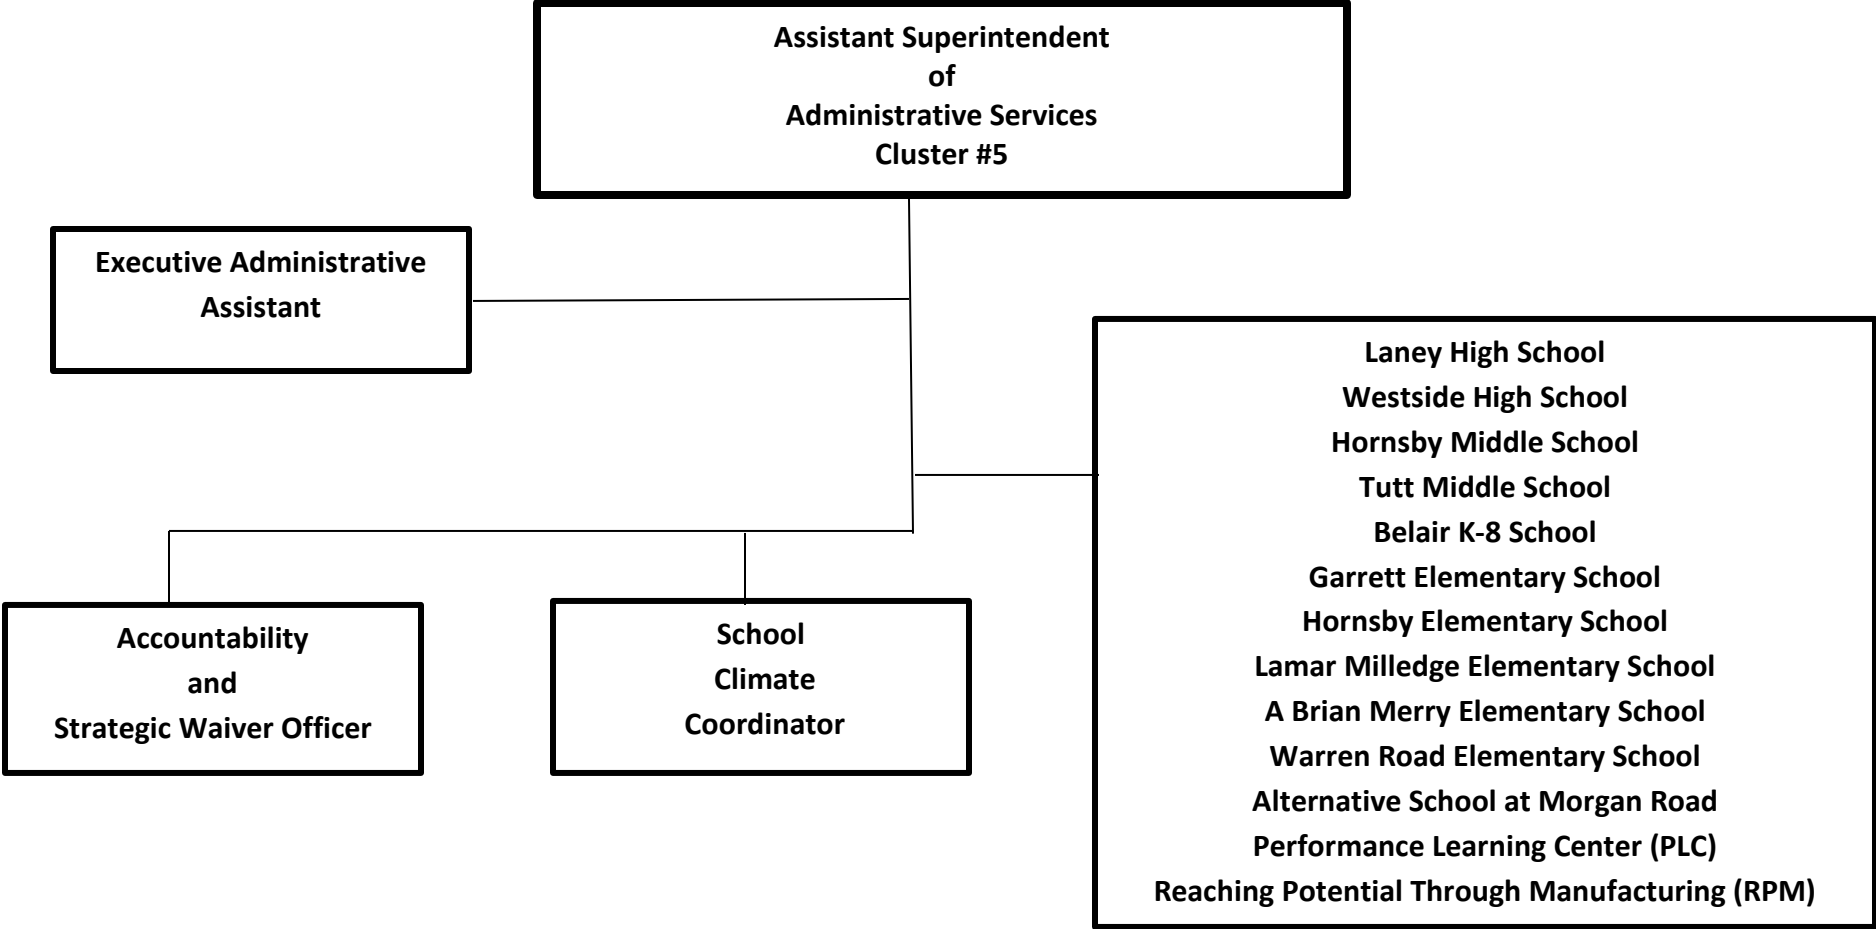 Assistant Superintendent
of
Administrative Services
Cluster #5
Executive Administrative
Assistant
Laney High School
Westside High School
Hornsby Middle School
Tutt Middle School
Belair K-8 School
Garrett Elementary School
Hornsby Elementary School
Lamar Milledge Elementary School
A Brian Merry Elementary School
Warren Road Elementary School
Alternative School at Morgan Road
Performance Learning Center (PLC)
Reaching Potential Through Manufacturing (RPM)
Accountability
and
Strategic Waiver Officer
School
Climate
Coordinator